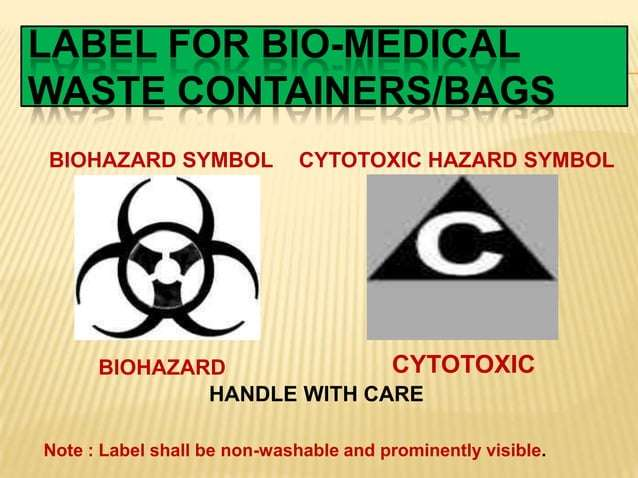 LABEL FOR BIO-MEDICAL
WASTE CONTAINERS/BAGS
BIOHAZARD SYMBOL CYTOTOXIC HAZARD SYMBOL
C
BIOHAZARD CYTOTOXIC
HANDLE WITH CARE
Note : Label shall be non-washable and prominently visible.